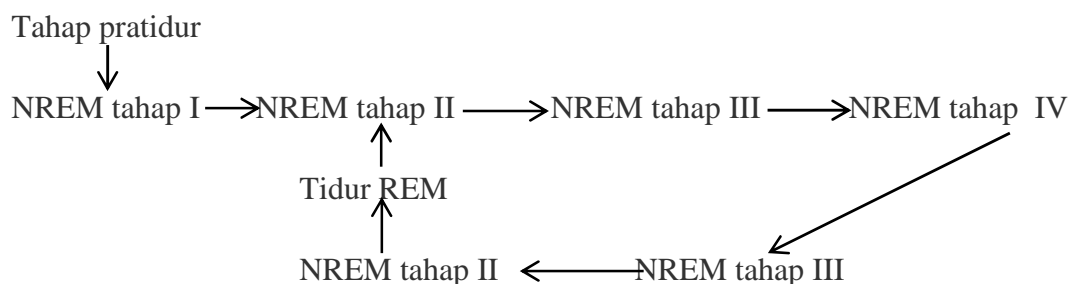 Tahap pratidur
NREM tahap I NREM tahap II NREM tahap III NREM tahap IV
Tidur REM
NREM tahap II NREM tahap III